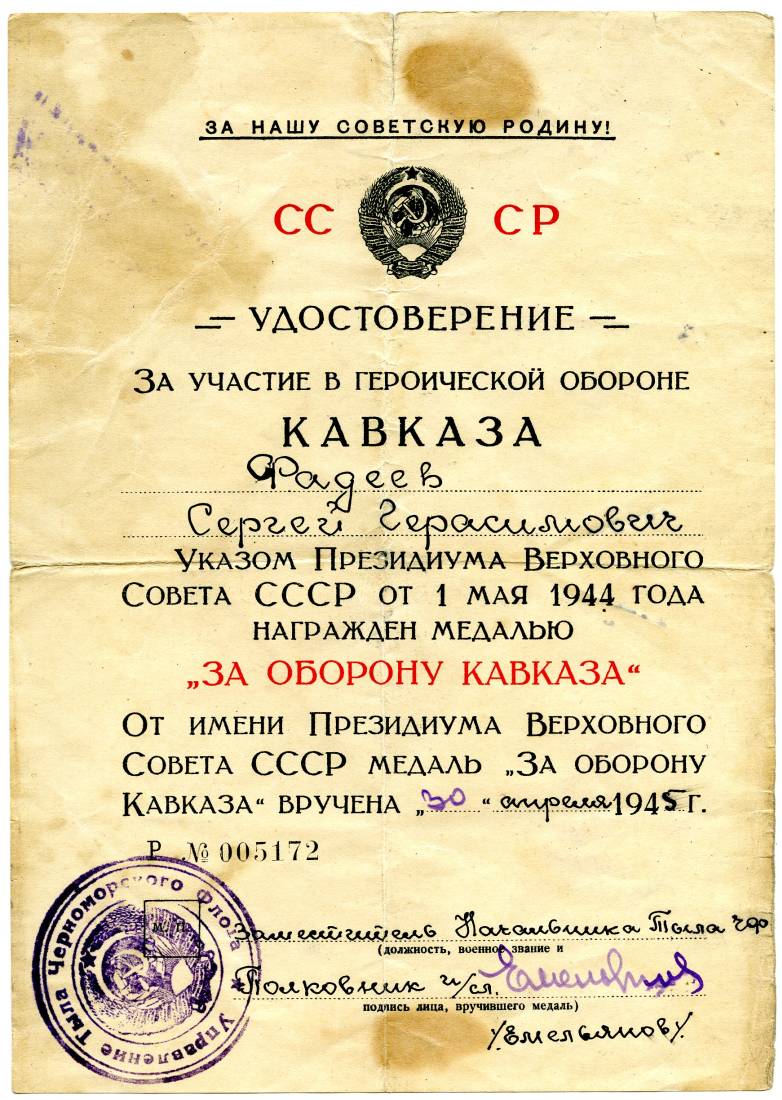 ЗА НАШУ СОВЕТСКУЮ РОДИНУ!
СС СР
УДОСТОВЕРЕНИЕ
ЗА УЧАСТИЕ В ГЕРОИЧЕСКОЙ ОБОРОНЕ
КАВКАЗА
Фадеев
Сергей Герасимович
УКАЗОМ ПРЕЗИДИУМА ВЕРХОВНОГО
СОВЕТА СССР ОТ 1 МАЯ 1944 ГОДА
НАГРАЖДЕН МЕДАЛЬЮ
„ЗА ОБОРОНУ КАВКАЗА“
ОТ ИМЕНИ ПРЕЗИДИУМА ВЕРХОВНОГО
СОВЕТА СССР МЕДАЛЬ „ЗА ОБОРОНУ
КАВКАЗА“ ВРУЧЕНА „30“ апреля 1945 Г.
Р № 005172
Управление Тыла Черноморского Флота
М. П.
Заместитель Начальника Тыла ЧФ
(должность, военное звание и
Полковник и/сл. Емельянов
подпись лица, вручившего медаль)
/Емельянов/